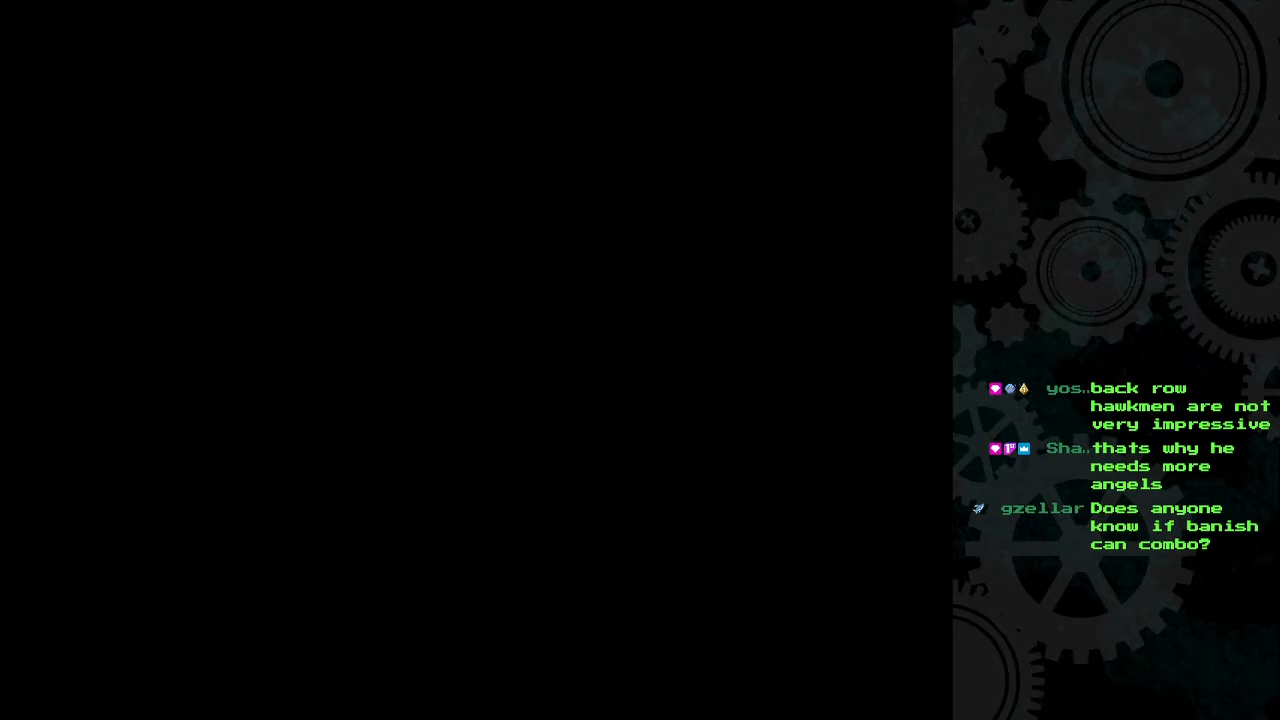 yos..back row
hawkmen are not
very impressive
Sha..thats why he
needs more
angels
gzellar Does anyone
know if banish
can combo?